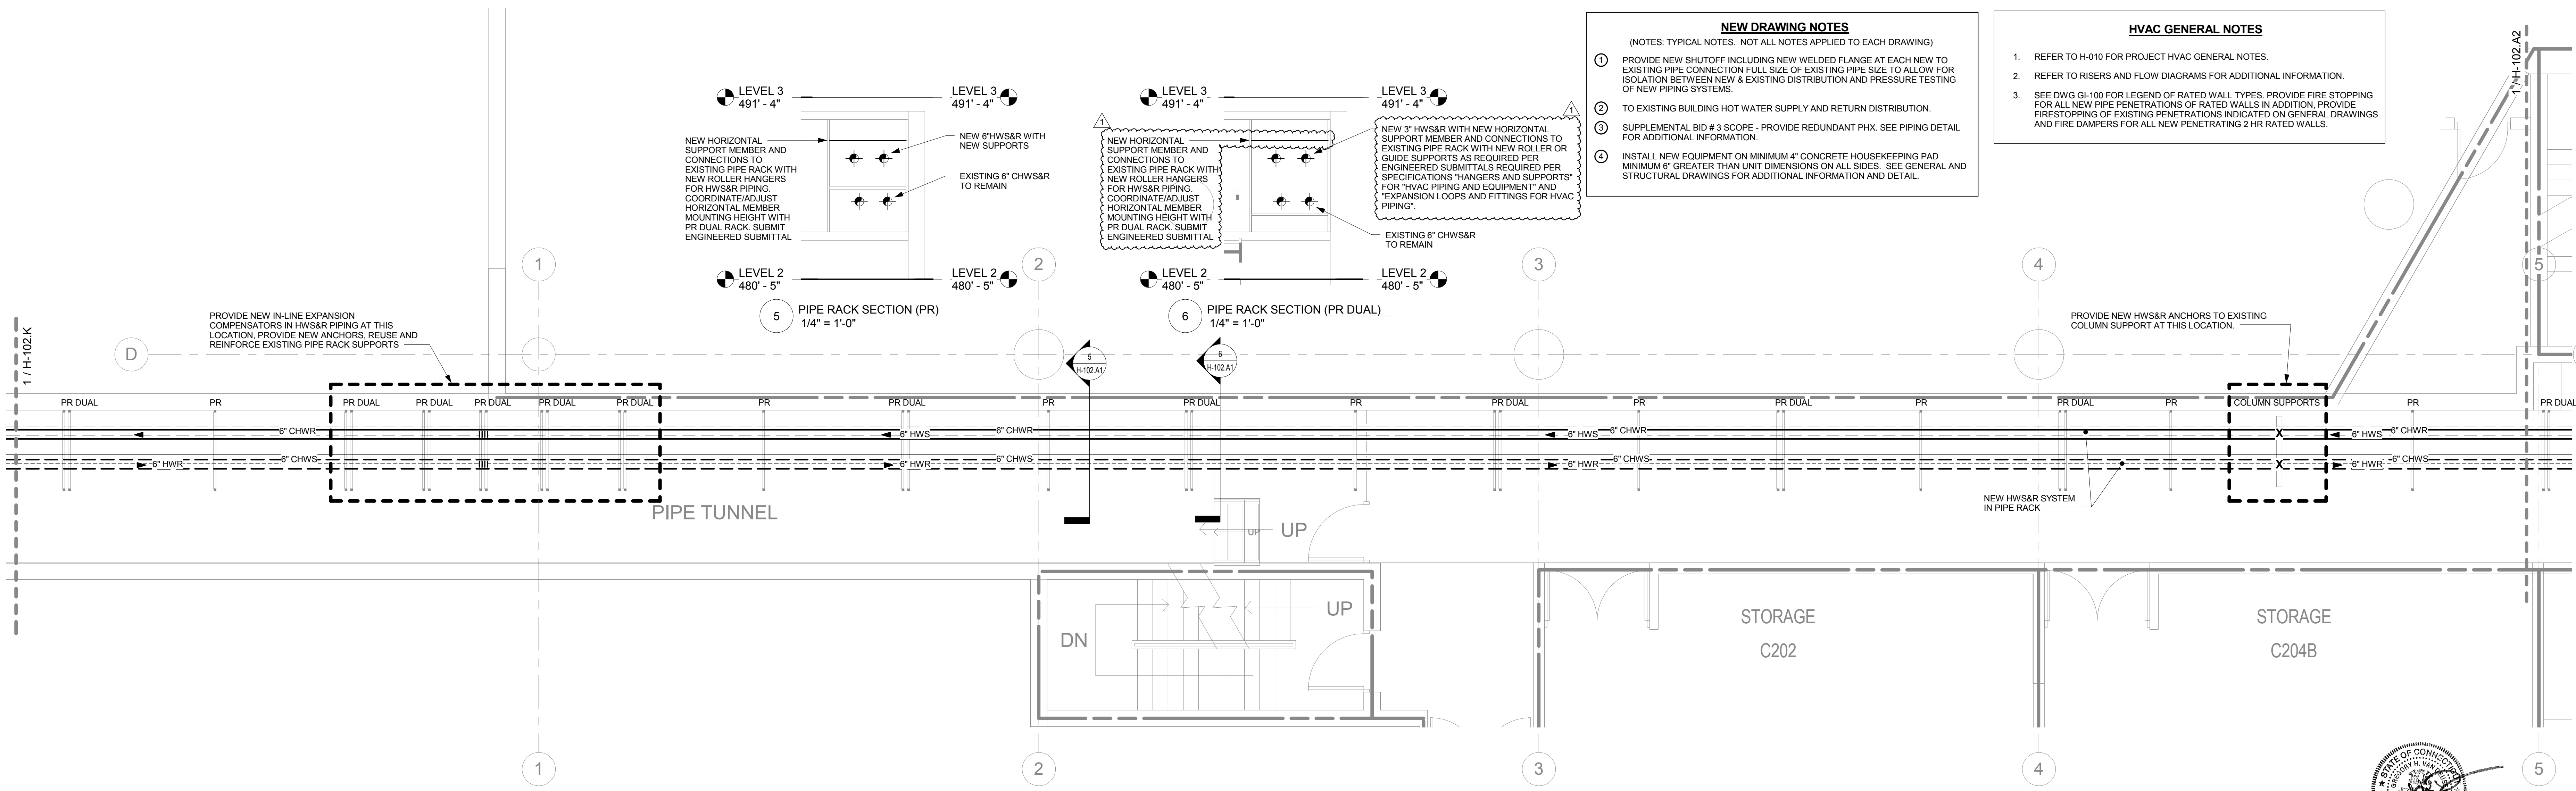 NEW DRAWING NOTES
(NOTES: TYPICAL NOTES. NOT ALL NOTES APPLIED TO EACH DRAWING)
1 PROVIDE NEW SHUTOFF INCLUDING NEW WELDED FLANGE AT EACH NEW TO
EXISTING PIPE CONNECTION FULL SIZE OF EXISTING PIPE SIZE TO ALLOW FOR
ISOLATION BETWEEN NEW & EXISTING DISTRIBUTION AND PRESSURE TESTING
OF NEW PIPING SYSTEMS.
2 TO EXISTING BUILDING HOT WATER SUPPLY AND RETURN DISTRIBUTION.
3 SUPPLEMENTAL BID # 3 SCOPE - PROVIDE REDUNDANT PHX. SEE PIPING DETAIL
FOR ADDITIONAL INFORMATION.
4 INSTALL NEW EQUIPMENT ON MINIMUM 4" CONCRETE HOUSEKEEPING PAD
MINIMUM 6" GREATER THAN UNIT DIMENSIONS ON ALL SIDES. SEE GENERAL AND
STRUCTURAL DRAWINGS FOR ADDITIONAL INFORMATION AND DETAIL.
HVAC GENERAL NOTES
1. REFER TO H-010 FOR PROJECT HVAC GENERAL NOTES.
2. REFER TO RISERS AND FLOW DIAGRAMS FOR ADDITIONAL INFORMATION.
3. SEE DWG GI-100 FOR LEGEND OF RATED WALL TYPES. PROVIDE FIRE STOPPING
FOR ALL NEW PIPE PENETRATIONS OF RATED WALLS IN ADDITION, PROVIDE
FIRESTOPPING OF EXISTING PENETRATIONS INDICATED ON GENERAL DRAWINGS
AND FIRE DAMPERS FOR ALL NEW PENETRATING 2 HR RATED WALLS.
1 / H-102.A2
LEVEL 3
491' - 4"
LEVEL 3
491' - 4"
NEW HORIZONTAL
SUPPORT MEMBER AND
CONNECTIONS TO
EXISTING PIPE RACK WITH
NEW ROLLER HANGERS
FOR HWS&R PIPING.
COORDINATE/ADJUST
HORIZONTAL MEMBER
MOUNTING HEIGHT WITH
PR DUAL RACK. SUBMIT
ENGINEERED SUBMITTAL
NEW 6"HWS&R WITH
NEW SUPPORTS
EXISTING 6" CHWS&R
TO REMAIN
LEVEL 2
480' - 5"
LEVEL 2
480' - 5"
5 PIPE RACK SECTION (PR)
1/4" = 1'-0"
LEVEL 3
491' - 4"
LEVEL 3
491' - 4"
1
1
NEW HORIZONTAL
SUPPORT MEMBER AND
CONNECTIONS TO
EXISTING PIPE RACK WITH
NEW ROLLER HANGERS
FOR HWS&R PIPING.
COORDINATE/ADJUST
HORIZONTAL MEMBER
MOUNTING HEIGHT WITH
PR DUAL RACK. SUBMIT
ENGINEERED SUBMITTAL
NEW 3" HWS&R WITH NEW HORIZONTAL
SUPPORT MEMBER AND CONNECTIONS TO
EXISTING PIPE RACK WITH NEW ROLLER OR
GUIDE SUPPORTS AS REQUIRED PER
ENGINEERED SUBMITTALS REQUIRED PER
SPECIFICATIONS "HANGERS AND SUPPORTS"
FOR "HVAC PIPING AND EQUIPMENT" AND
"EXPANSION LOOPS AND FITTINGS FOR HVAC
PIPING".
EXISTING 6" CHWS&R
TO REMAIN
LEVEL 2
480' - 5"
LEVEL 2
480' - 5"
6 PIPE RACK SECTION (PR DUAL)
1/4" = 1'-0"
1 2 3 4 5
1 / H-102.K
D
PROVIDE NEW IN-LINE EXPANSION
COMPENSATORS IN HWS&R PIPING AT THIS
LOCATION, PROVIDE NEW ANCHORS, REUSE AND
REINFORCE EXISTING PIPE RACK SUPPORTS
PROVIDE NEW HWS&R ANCHORS TO EXISTING
COLUMN SUPPORT AT THIS LOCATION.
5
H-102.A1
6
H-102.A1
PR DUAL PR PR DUAL PR DUAL PR DUAL PR DUAL PR DUAL PR PR DUAL PR PR DUAL PR PR DUAL PR PR DUAL PR PR DUAL PR COLUMN SUPPORTS PR PR DUAL
6" CHWR 6" HWS 6" CHWR 6" HWS 6" CHWR X 6" HWS 6" CHWR
6" HWR 6" CHWS 6" HWR 6" CHWS 6" HWR 6" CHWS X 6" HWR 6" CHWS
NEW HWS&R SYSTEM
IN PIPE RACK
PIPE TUNNEL
UP
UP
UP
DN
STORAGE
C202
STORAGE
C204B
1 2 3 4 5
STATE OF CONNECTICUT
GREGORY H. VAN